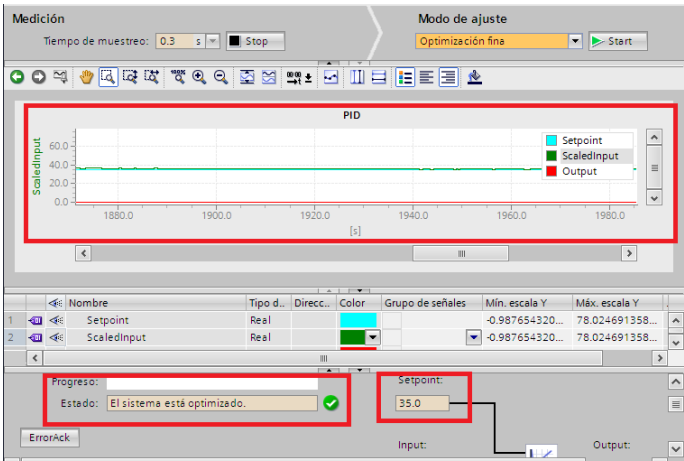 Medición
Modo de ajuste
Tiempo de muestreo: 0.3 s Stop
Optimización fina Start
100%
PID
ScaledInput
60.0
40.0
20.0
0.0
Setpoint
ScaledInput
Output
1880.0 1900.0 1920.0 1940.0 1960.0 1980.0
[s]
Nombre Tipo d.. Direcc.. Color Grupo de señales Mín. escala Y Máx. escala Y
1 Setpoint Real -0.987654320... 78.024691358...
2 ScaledInput Real -0.987654320... 78.024691358...
Progreso:
Setpoint:
Estado: El sistema está optimizado.
35.0
ErrorAck
Input:
Output: